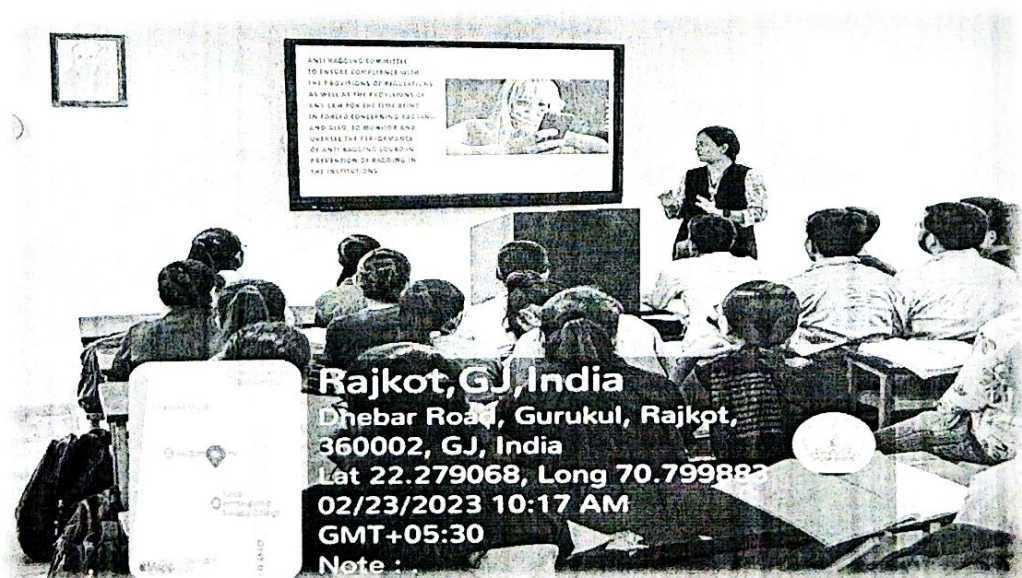 ANTI RAGGING COMMITTEE
TO ENSURE COMPLIENCE WITH
THE PROVISIONS OF REGULATIONS
AS WELL AS THE PROVISIONS OF
ANY LAW FOR THE TIME BEING
IN FORCED CONCERNING RAGGING
AND ALSO, TO MONITOR AND
OVERSEE THE PERFORMANCE
OF ANTI RAGGING SQUAD IN
PREVENTION OF RAGGING IN
THE INSTITUTIONS
Rajkot, GJ, India
Dhebar Road, Gurukul, Rajkot,
360002, GJ, India
Lat 22.279068, Long 70.799883
02/23/2023 10:17 AM
GMT+05:30
Note : .